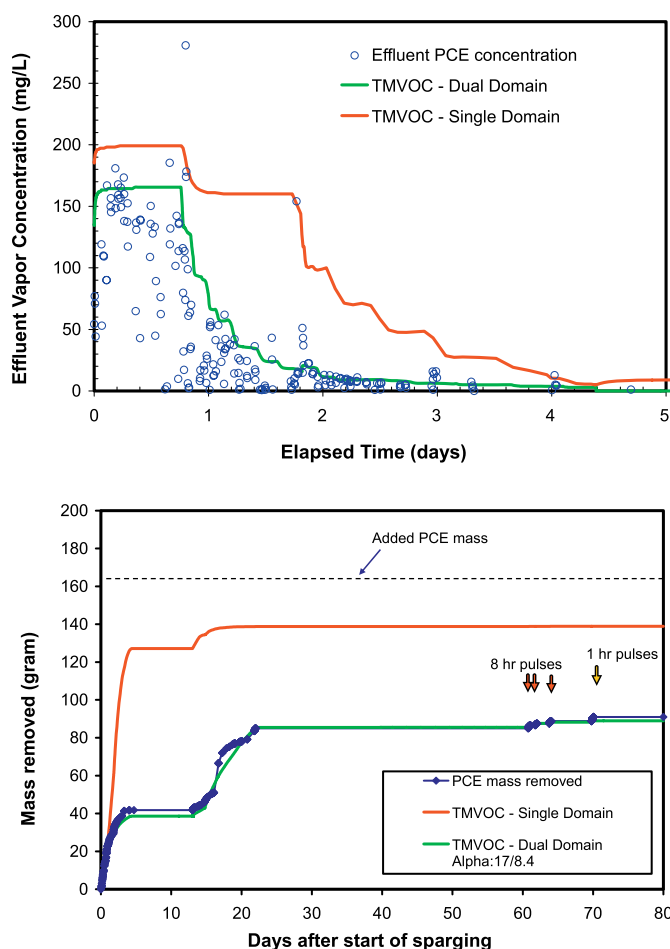 300
250
200
150
100
50
0
Effluent Vapor Concentration (mg/L)
Effluent PCE concentration
TMVOC - Dual Domain
TMVOC - Single Domain
0 1 2 3 4 5
Elapsed Time (days)
200
180
160
140
120
100
80
60
40
20
0
Mass removed (gram)
Added PCE mass
8 hr pulses
1 hr pulses
PCE mass removed
TMVOC - Single Domain
TMVOC - Dual Domain
Alpha:17/8.4
0 10 20 30 40 50 60 70 80
Days after start of sparging